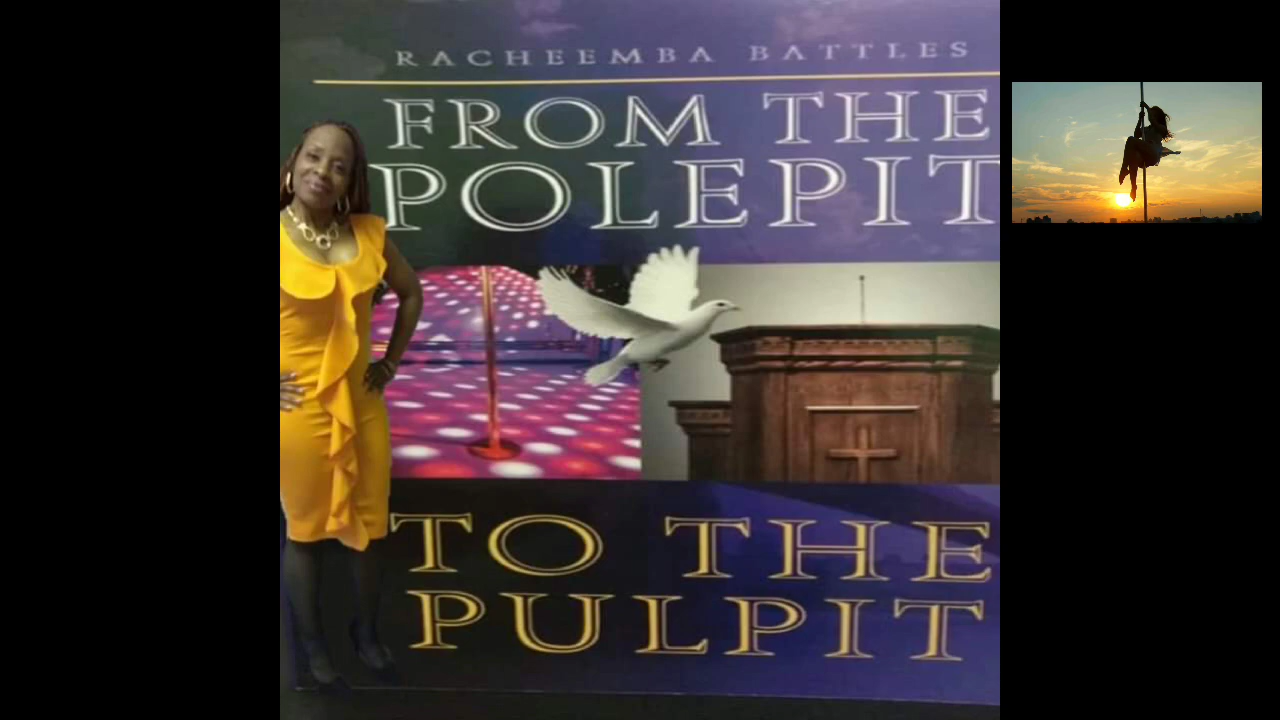 RACHEEMBA BATTLES
FROM THE
POLEPIT
TO THE
PULPIT